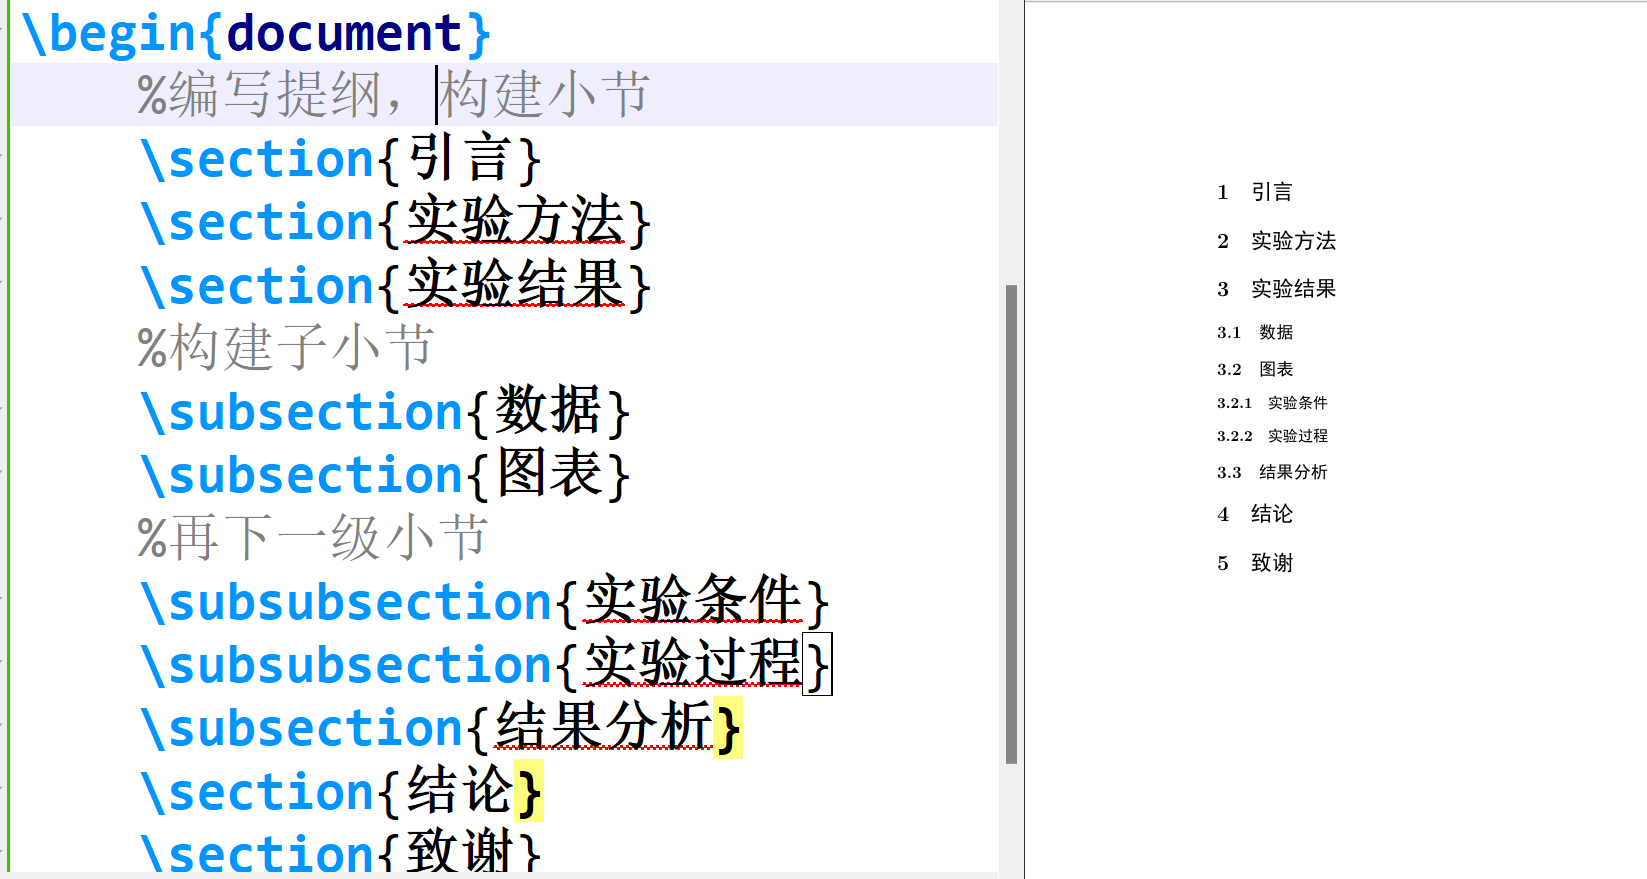 \begin{document}
%编写提纲，构建小节
\section{引言}
\section{实验方法}
\section{实验结果}
%构建子小节
\subsection{数据}
\subsection{图表}
%再下一级小节
\subsubsection{实验条件}
\subsubsection{实验过程}
\subsection{结果分析}
\section{结论}
\section{致谢}
1 引言
2 实验方法
3 实验结果
3.1 数据
3.2 图表
3.2.1 实验条件
3.2.2 实验过程
3.3 结果分析
4 结论
5 致谢